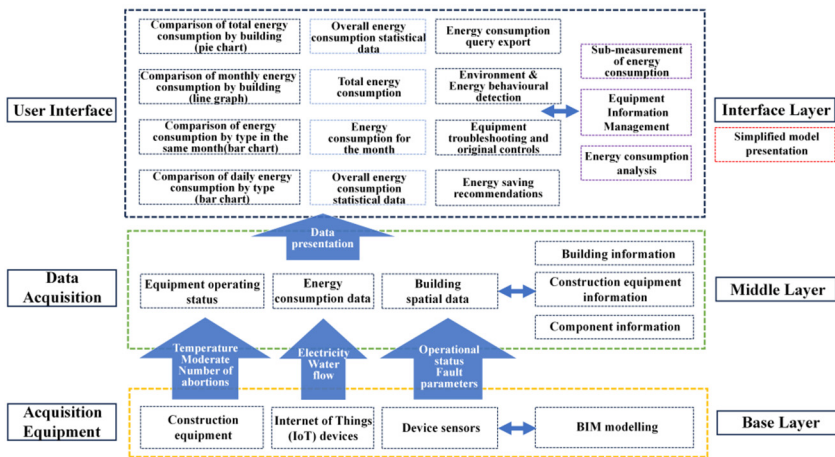 Comparison of total energy
consumption by building
(pie chart)
Overall energy
consumption statistical
data
Energy consumption
query export
Comparison of monthly energy
consumption by building
(line graph)
Total energy
consumption
Environment &
Energy behavioural
detection
Comparison of energy
consumption by type in
the same month(bar chart)
Energy
consumption for
the month
Equipment
troubleshooting and
original controls
Comparison of daily energy
consumption by type
(bar chart)
Overall energy
consumption
statistical data
Energy saving
recommendations
Sub-measurement
of energy
consumption
Equipment
Information
Management
Energy consumption
analysis
User Interface
Interface Layer
Simplified model
presentation
Data
presentation
Data
Acquisition
Equipment operating
status
Energy
consumption data
Building
spatial data
Building information
Construction equipment
information
Component information
Middle Layer
Temperature
Moderate
Number of
abortions
Electricity
Water
flow
Operational
status
Fault
parameters
Acquisition
Equipment
Construction
equipment
Internet of Things
(IoT) devices
Device sensors
BIM modelling
Base Layer